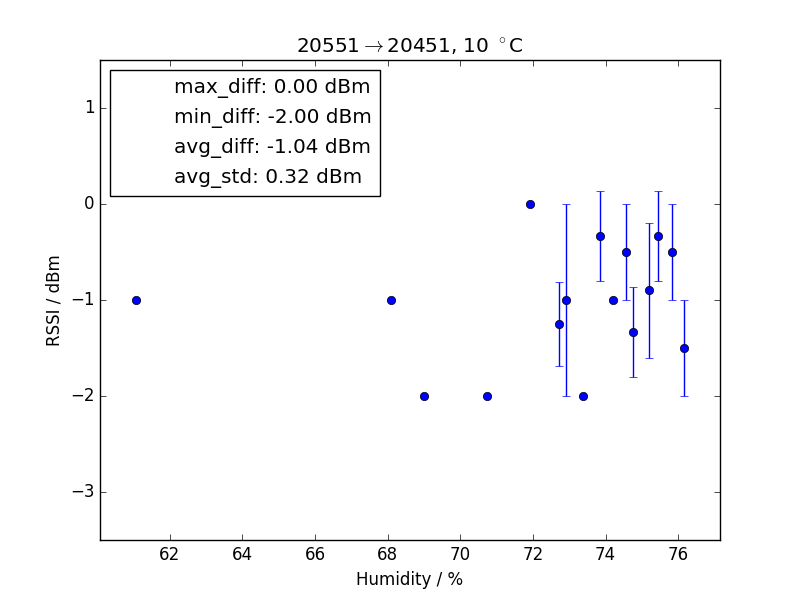 20551→20451, 10 °C
max_diff: 0.00 dBm
min_diff: -2.00 dBm
avg_diff: -1.04 dBm
avg_std: 0.32 dBm
1
0
−1
−2
−3
RSSI / dBm
62 64 66 68 70 72 74 76
Humidity / %